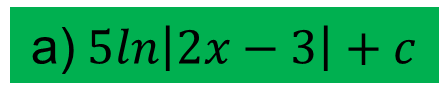 a) 5ln|2x − 3| + c